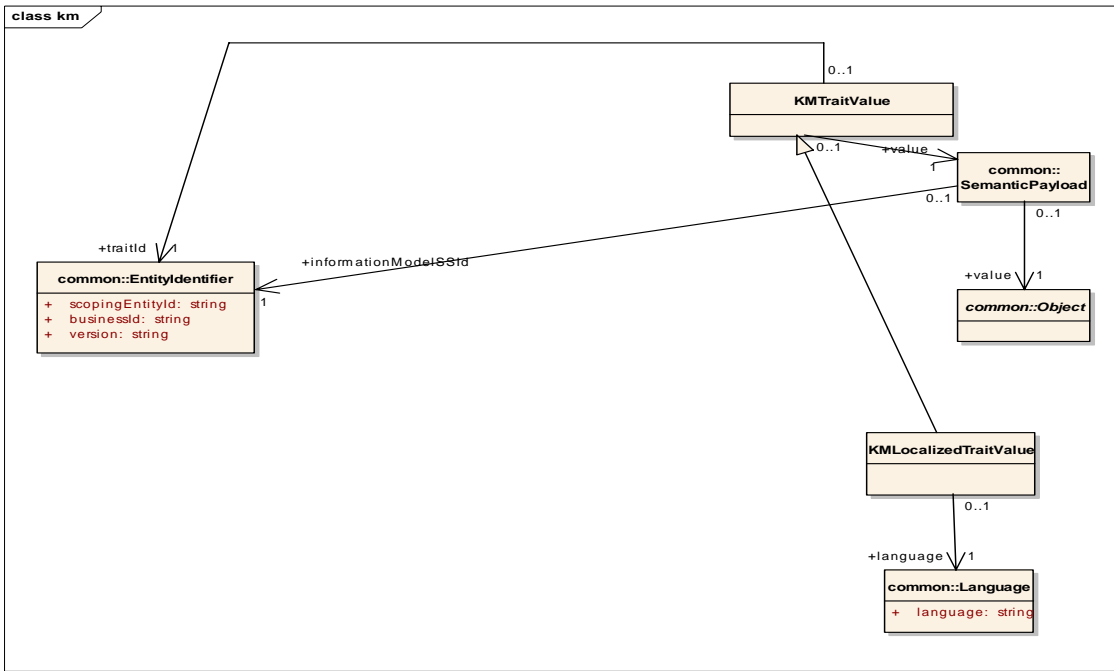 class km
0..1
KMTraitValue
0..1
+value
1
common::
SemanticPayload
0..1
0..1
+traitId
1
+informationModelSSId
1
common::EntityIdentifier
+ scopingEntityId: string
+ businessId: string
+ version: string
+value
1
common::Object
KMLocalizedTraitValue
0..1
+language
1
common::Language
+ language: string